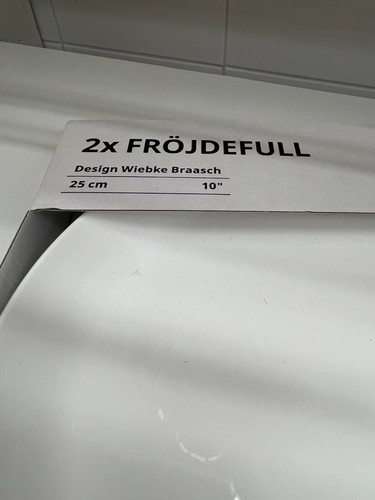 2x FRÖJDEFULL
Design Wiebke Braasch
25 cm 10"